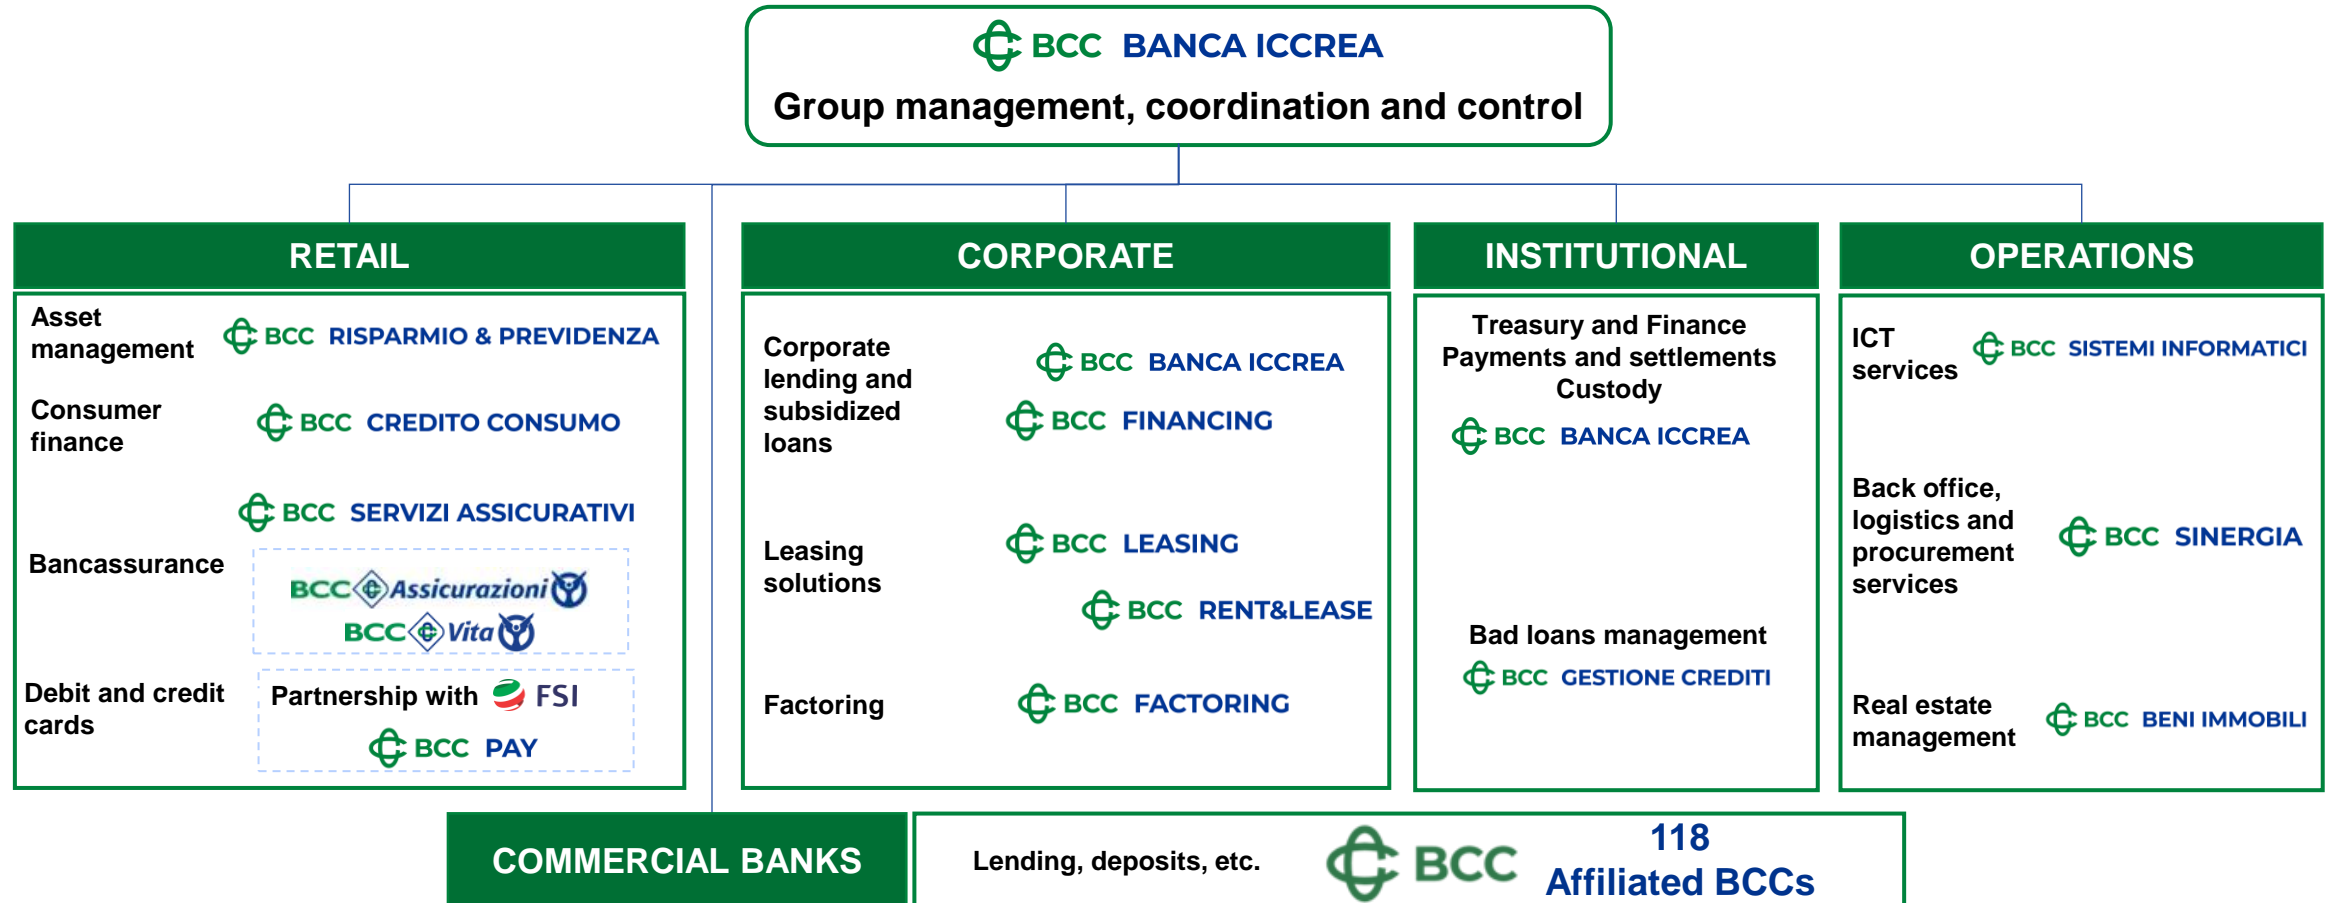 BCC BANCA ICCREA
Group management, coordination and control
RETAIL
Asset
management
BCC RISPARMIO & PREVIDENZA
Consumer
finance
BCC CREDITO CONSUMO
BCC SERVIZI ASSICURATIVI
Bancassurance
BCC Assicurazioni
BCC Vita
Debit and credit
cards
Partnership with FSI
BCC PAY
CORPORATE
Corporate
lending and
subsidized
loans
BCC BANCA ICCREA
BCC FINANCING
Leasing
solutions
BCC LEASING
BCC RENT&LEASE
Factoring
BCC FACTORING
INSTITUTIONAL
Treasury and Finance
Payments and settlements
Custody
BCC BANCA ICCREA
Bad loans management
BCC GESTIONE CREDITI
OPERATIONS
ICT
services
BCC SISTEMI INFORMATICI
Back office,
logistics and
procurement
services
BCC SINERGIA
Real estate
management
BCC BENI IMMOBILI
COMMERCIAL BANKS
Lending, deposits, etc.
BCC
118
Affiliated BCCs